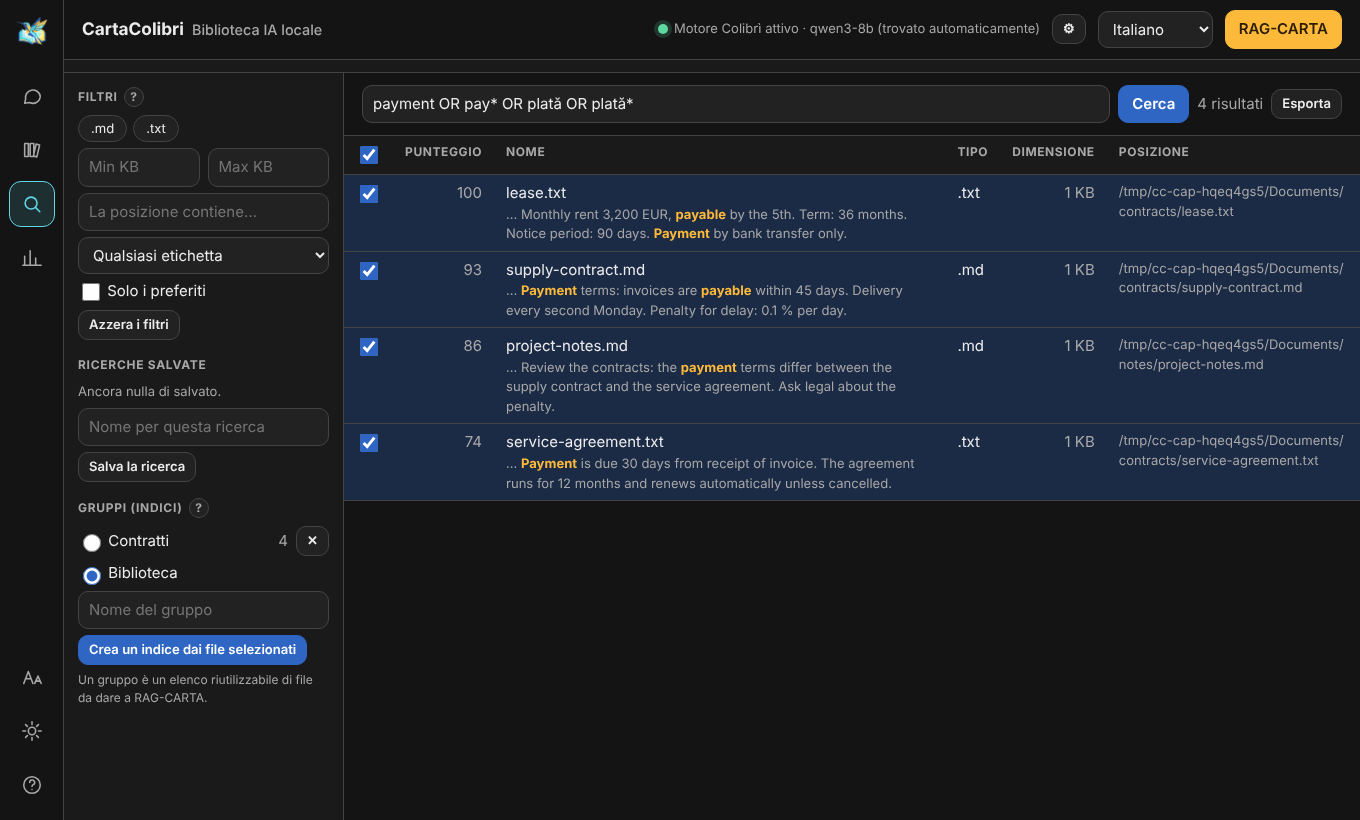 CartaColibri Biblioteca IA locale
Motore Colibrì attivo · qwen3-8b (trovato automaticamente)
Italiano
RAG-CARTA
FILTRI ?
.md .txt
Min KB Max KB
La posizione contiene...
Qualsiasi etichetta
Solo i preferiti
Azzera i filtri
RICERCHE SALVATE
Ancora nulla di salvato.
Nome per questa ricerca
Salva la ricerca
GRUPPI (INDICI) ?
Contratti 4 ✕
Biblioteca
Nome del gruppo
Crea un indice dai file selezionati
Un gruppo è un elenco riutilizzabile di file
da dare a RAG-CARTA.
AA
payment OR pay* OR plată OR plată*
Cerca
4 risultati
Esporta
PUNTEGGIO NOME TIPO DIMENSIONE POSIZIONE
100 lease.txt .txt 1 KB /tmp/cc-cap-hqeq4gs5/Documents/
contracts/lease.txt
... Monthly rent 3,200 EUR, payable by the 5th. Term: 36 months.
Notice period: 90 days. Payment by bank transfer only.
93 supply-contract.md .md 1 KB /tmp/cc-cap-hqeq4gs5/Documents/
contracts/supply-contract.md
... Payment terms: invoices are payable within 45 days. Delivery
every second Monday. Penalty for delay: 0.1 % per day.
86 project-notes.md .md 1 KB /tmp/cc-cap-hqeq4gs5/Documents/
notes/project-notes.md
... Review the contracts: the payment terms differ between the
supply contract and the service agreement. Ask legal about the
penalty.
74 service-agreement.txt .txt 1 KB /tmp/cc-cap-hqeq4gs5/Documents/
contracts/service-agreement.txt
... Payment is due 30 days from receipt of invoice. The agreement
runs for 12 months and renews automatically unless cancelled.